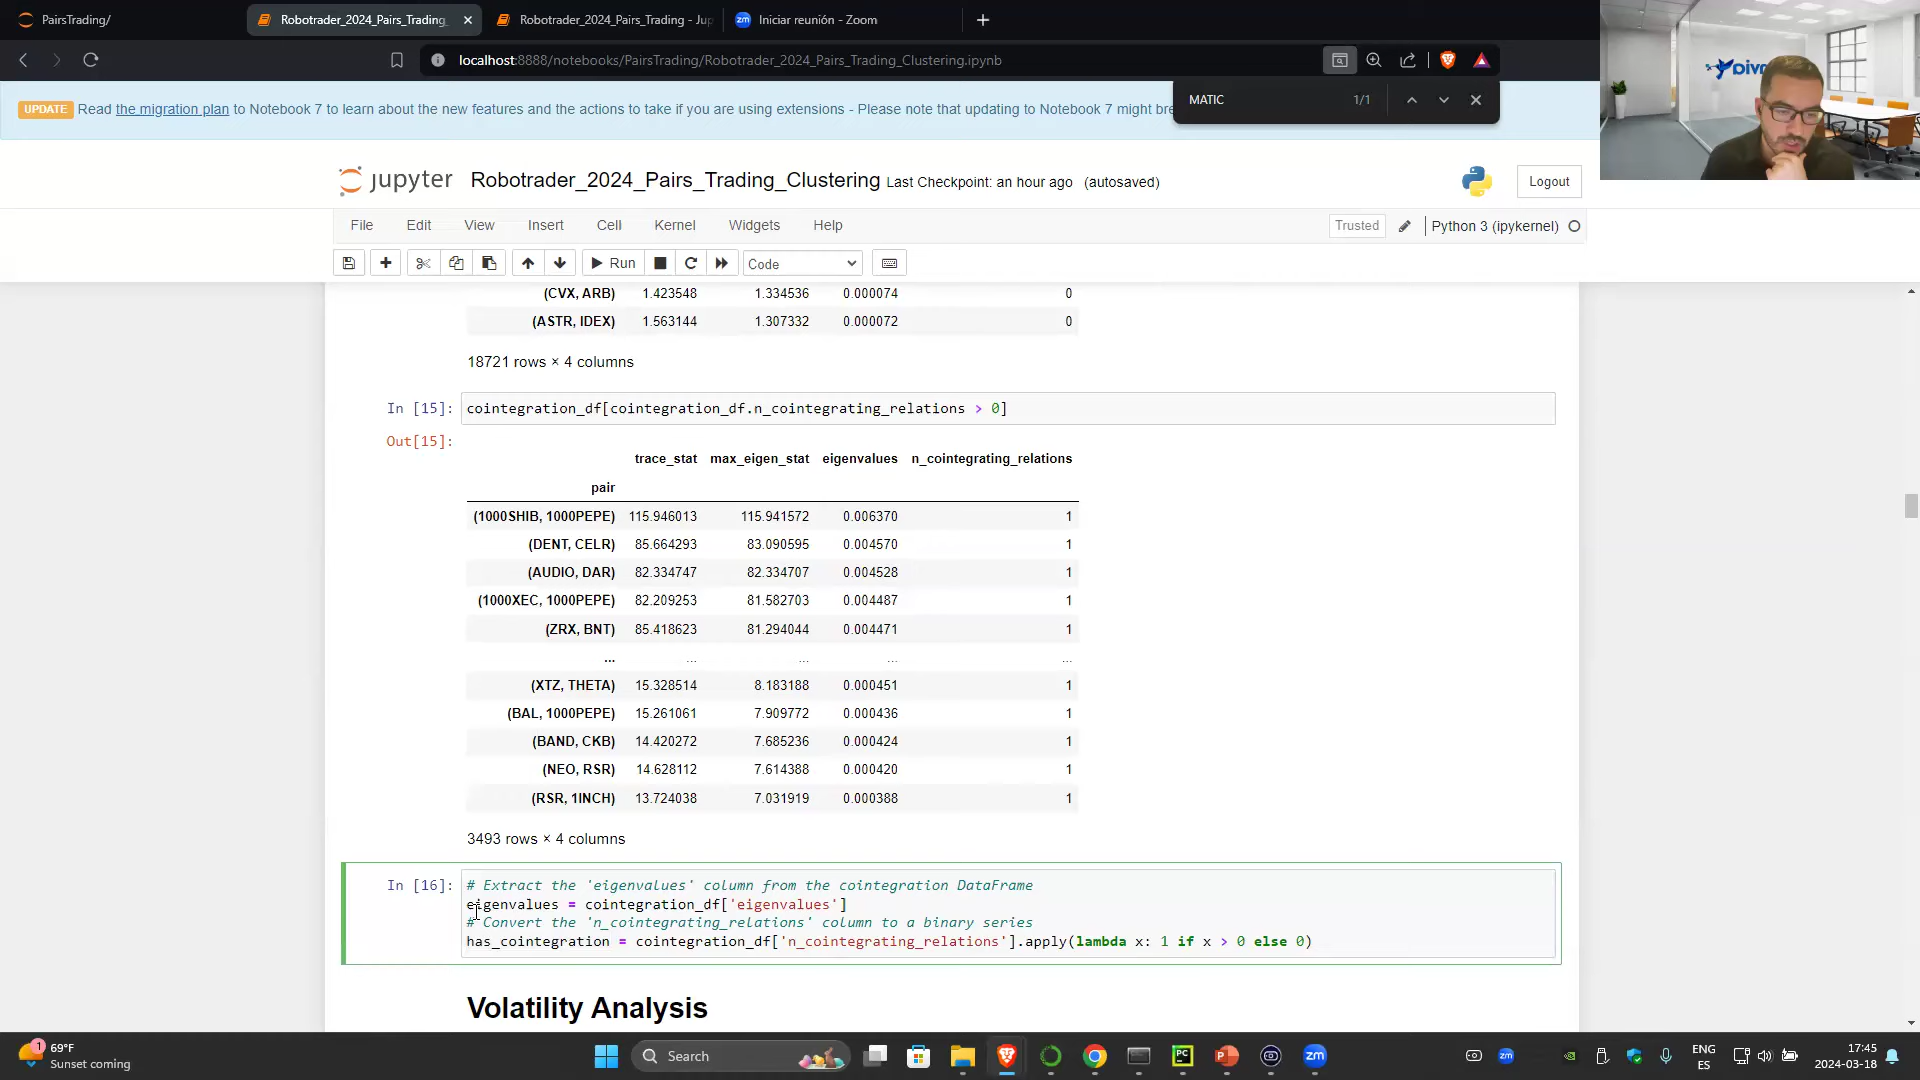 PairsTrading/
Robotrader_2024_Pairs_Trading_
Robotrader_2024_Pairs_Trading - Jup
zm Iniciar reunión - Zoom
localhost:8888/notebooks/PairsTrading/Robotrader_2024_Pairs_Trading_Clustering.ipynb
MATIC 1/1
UPDATE Read the migration plan to Notebook 7 to learn about the new features and the actions to take if you are using extensions - Please note that updating to Notebook 7 might br
jupyter Robotrader_2024_Pairs_Trading_Clustering Last Checkpoint: an hour ago (autosaved)
Logout
File Edit View Insert Cell Kernel Widgets Help
Trusted Python 3 (ipykernel)
Run Code
(CVX, ARB) 1.423548 1.334536 0.000074 0
(ASTR, IDEX) 1.563144 1.307332 0.000072 0
18721 rows × 4 columns
In [15]: cointegration_df[cointegration_df.n_cointegrating_relations > 0]
Out[15]:
trace_stat max_eigen_stat eigenvalues n_cointegrating_relations
pair
(1000SHIB, 1000PEPE) 115.946013 115.941572 0.006370 1
(DENT, CELR) 85.664293 83.090595 0.004570 1
(AUDIO, DAR) 82.334747 82.334707 0.004528 1
(1000XEC, 1000PEPE) 82.209253 81.582703 0.004487 1
(ZRX, BNT) 85.418623 81.294044 0.004471 1
... ... ... ... ...
(XTZ, THETA) 15.328514 8.183188 0.000451 1
(BAL, 1000PEPE) 15.261061 7.909772 0.000436 1
(BAND, CKB) 14.420272 7.685236 0.000424 1
(NEO, RSR) 14.628112 7.614388 0.000420 1
(RSR, 1INCH) 13.724038 7.031919 0.000388 1
3493 rows × 4 columns
In [16]: # Extract the 'eigenvalues' column from the cointegration DataFrame
eigenvalues = cointegration_df['eigenvalues']
# Convert the 'n_cointegrating_relations' column to a binary series
has_cointegration = cointegration_df['n_cointegrating_relations'].apply(lambda x: 1 if x > 0 else 0)
Volatility Analysis
1
69°F
Sunset coming
Search
PC
zm
zm
ENG
ES
17:45
2024-03-18